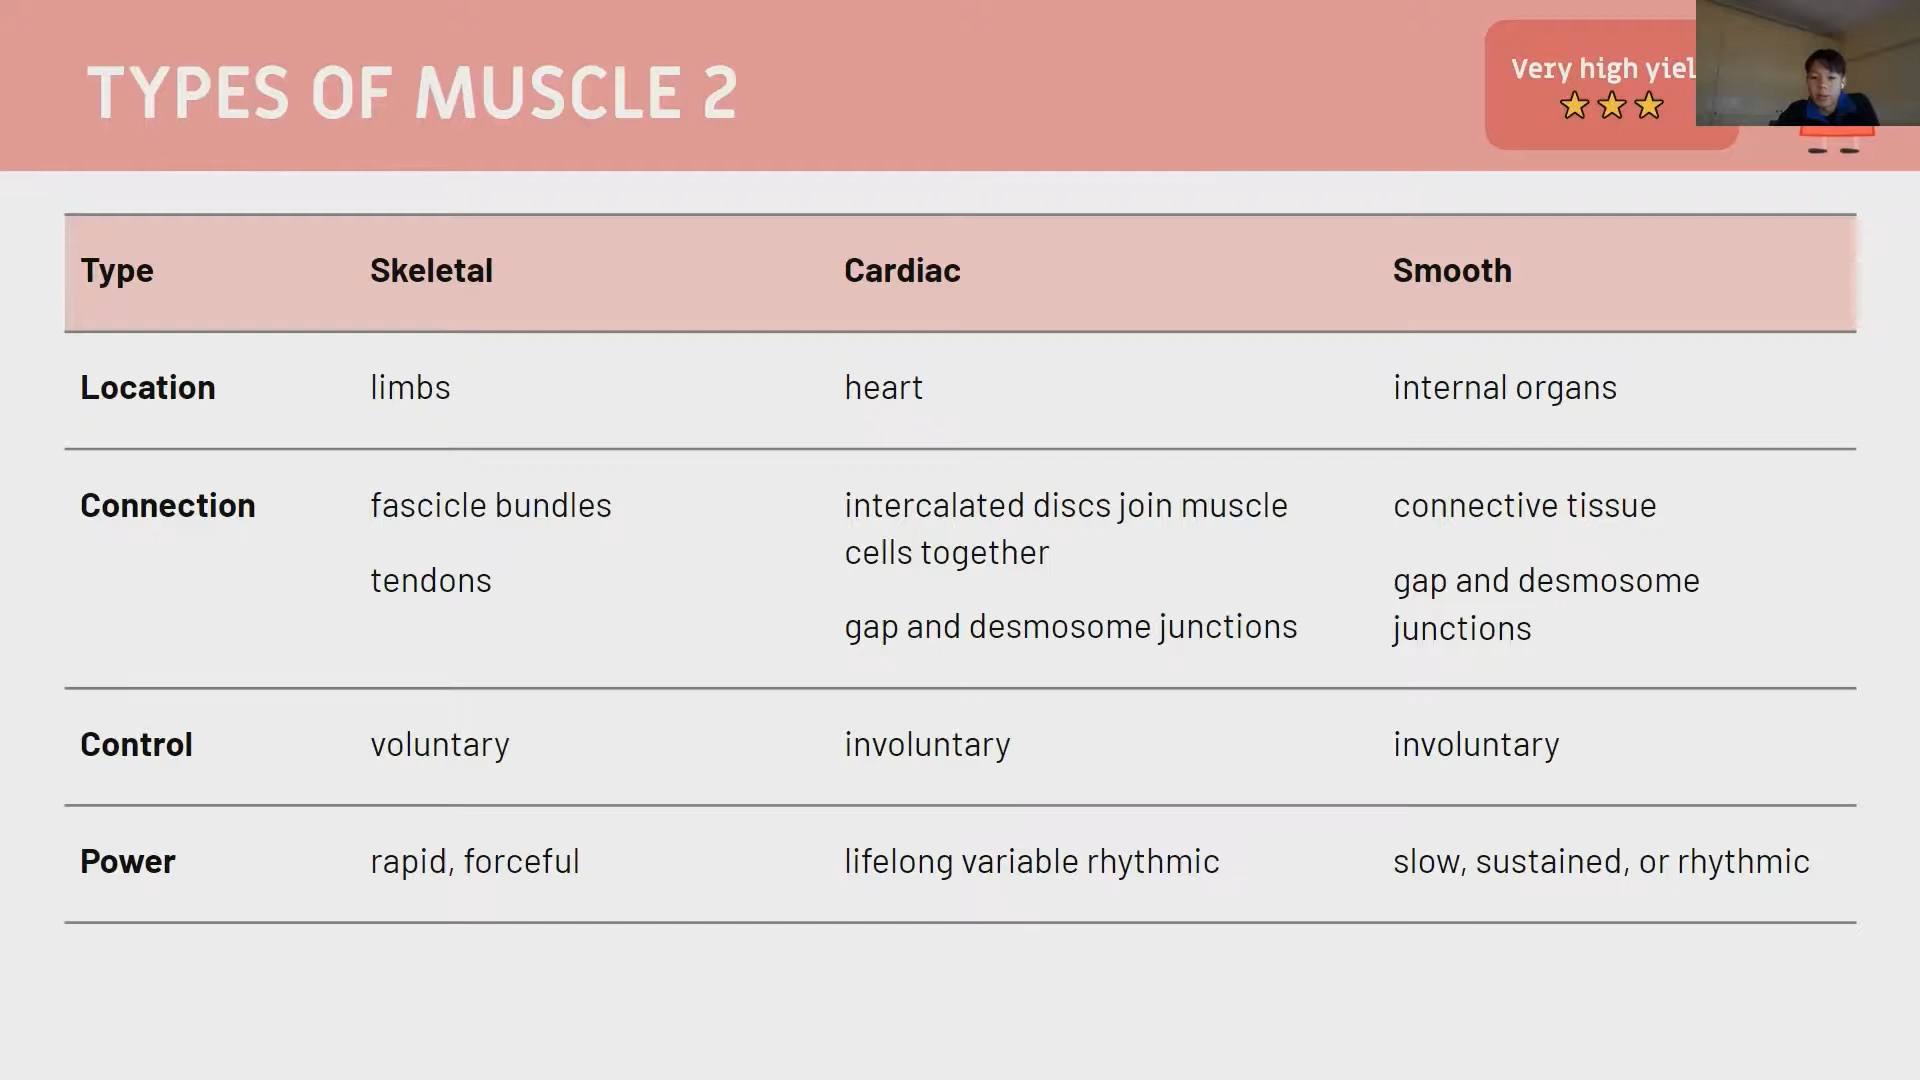 TYPES OF MUSCLE 2
Very high
Type Skeletal Cardiac Smooth
Location limbs heart internal organs
Connection fascicle bundles intercalated discs join muscle connective tissue
cells together
tendons gap and desmosome
gap and desmosome junctions junctions
Control voluntary involuntary involuntary
Power rapid, forceful lifelong variable rhythmic slow, sustained, or rhythmic